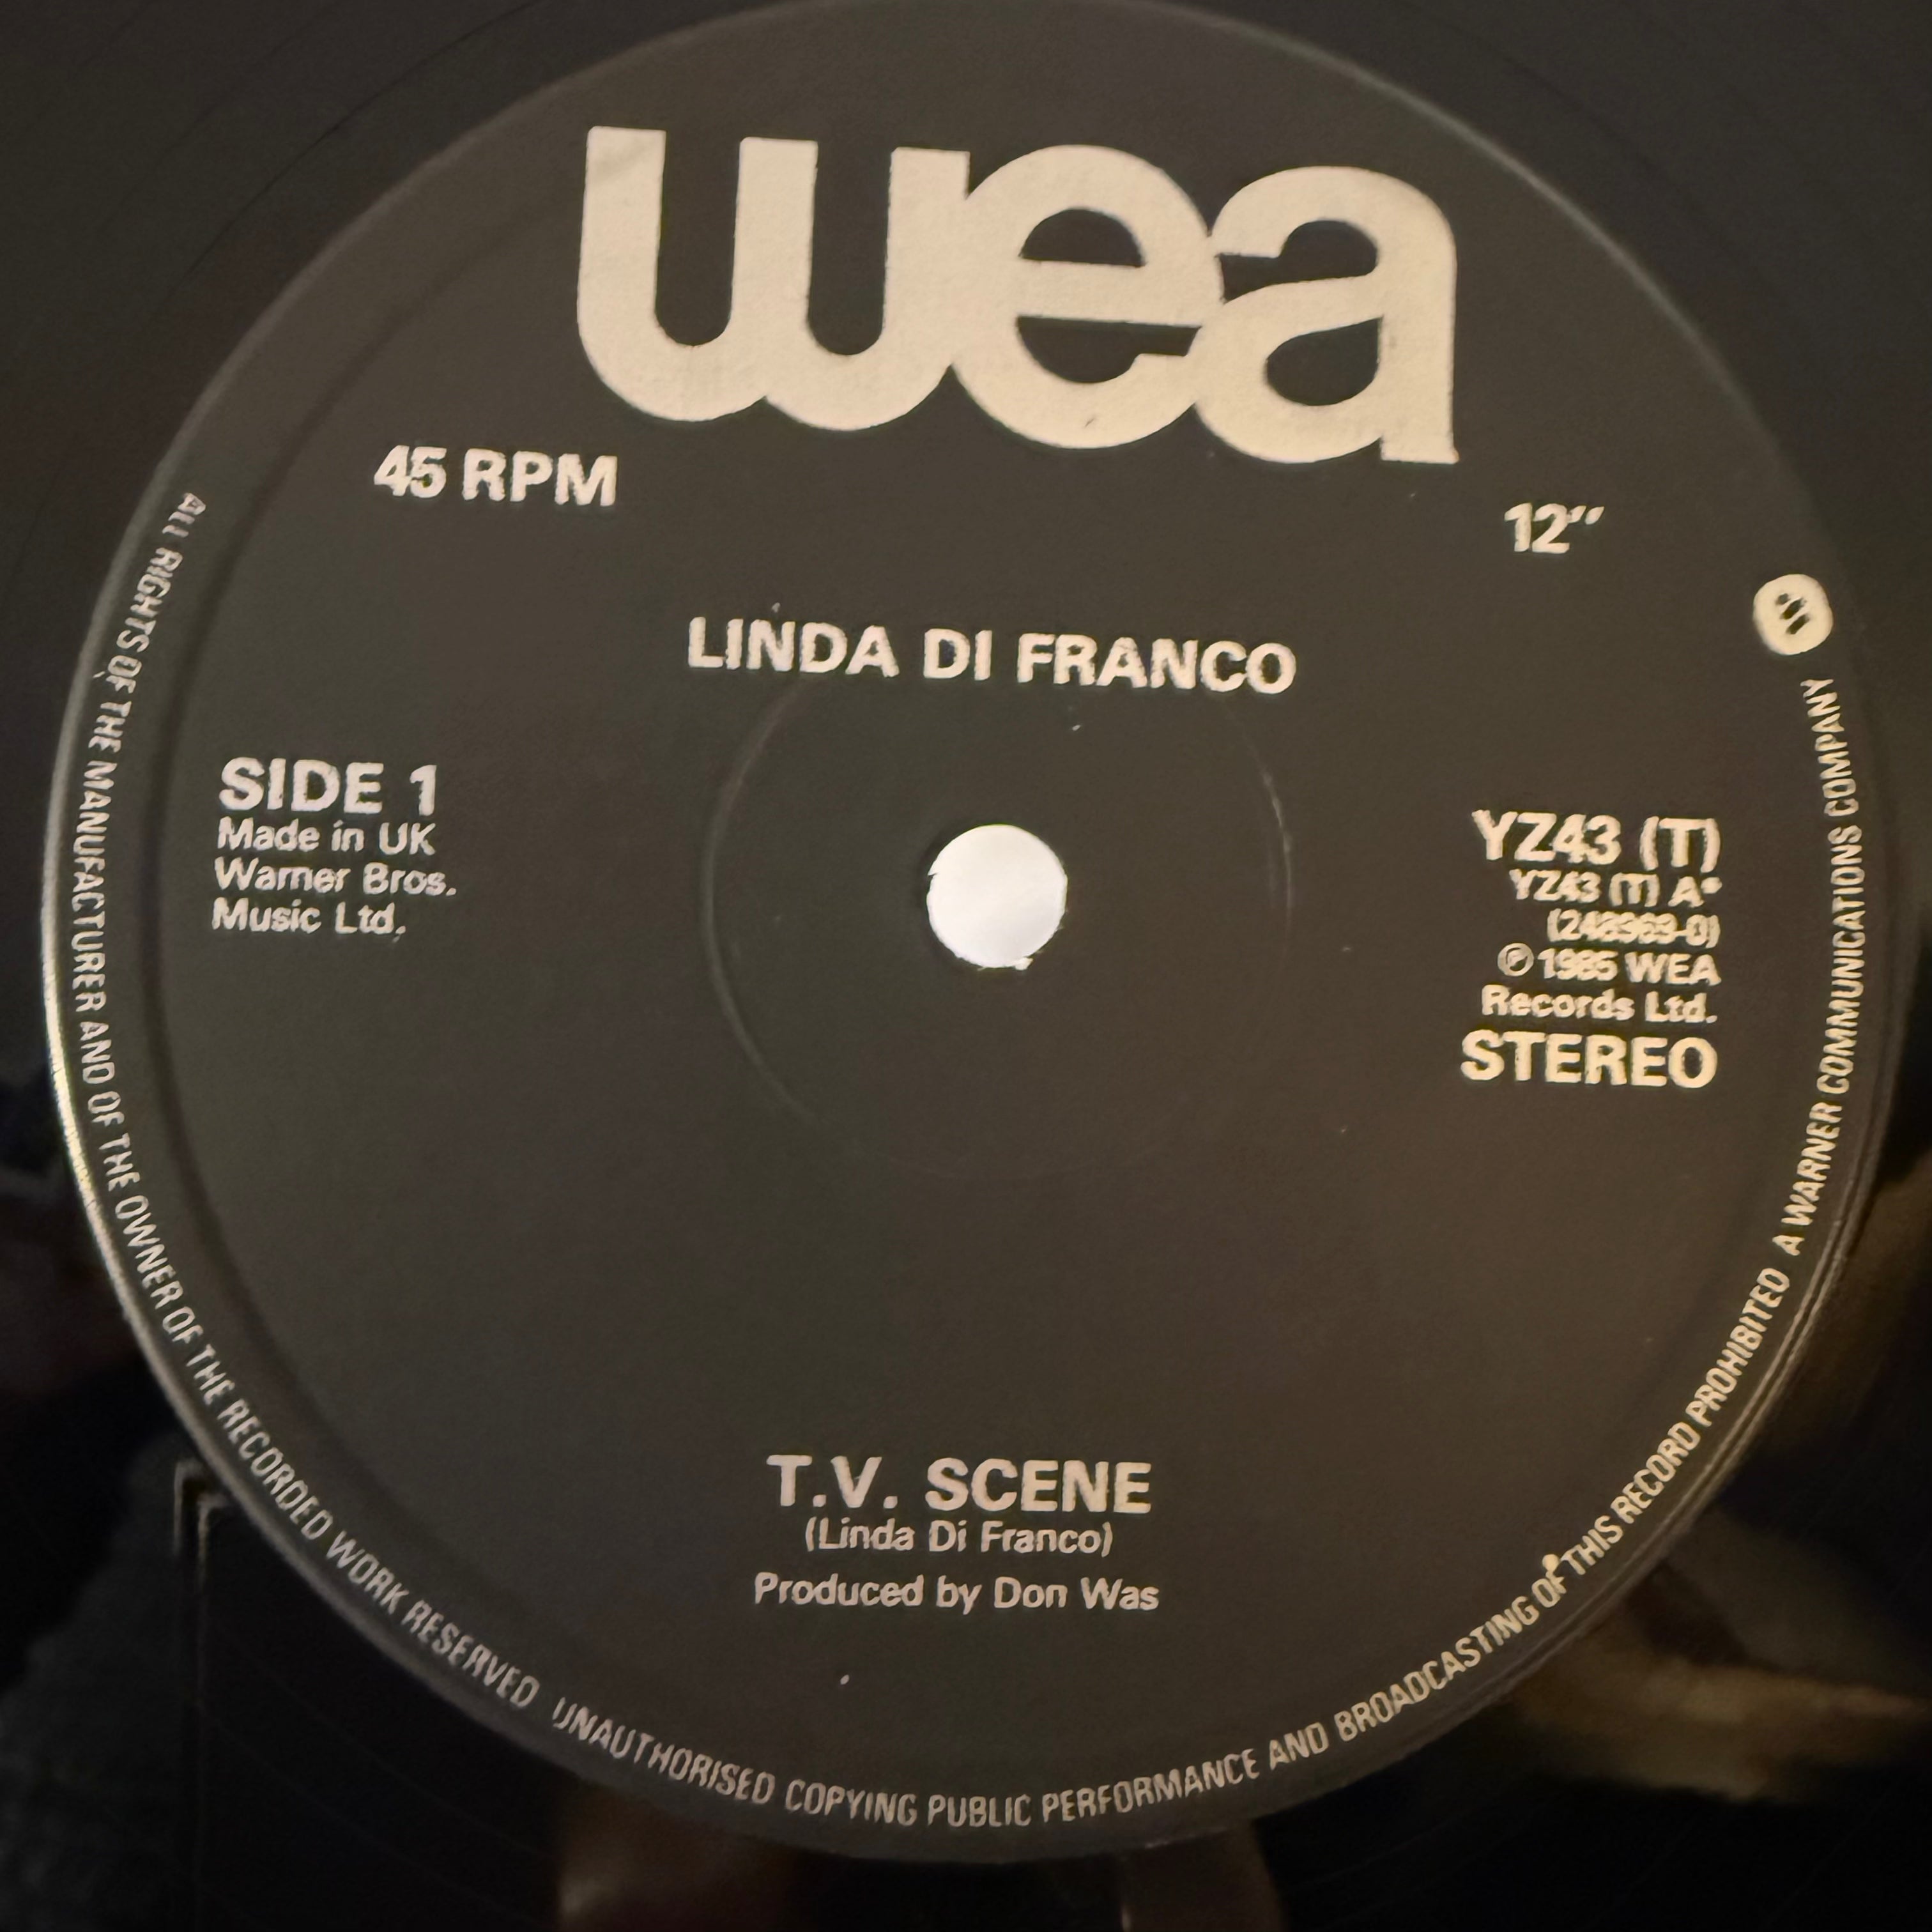 wea
45 RPM
12"
LINDA DI FRANCO
SIDE 1
Made in UK
Warner Bros.
Music Ltd.
YZ43 (T)
YZ43 (T) A*
(248963-0)
℗ 1985 WEA
Records Ltd.
STEREO
T.V. SCENE
(Linda Di Franco)
Produced by Don Was
ALL RIGHTS OF THE MANUFACTURER AND OF THE OWNER OF THE RECORDED WORK RESERVED UNAUTHORISED COPYING PUBLIC PERFORMANCE AND BROADCASTING OF THIS RECORD PROHIBITED A WARNER COMMUNICATIONS COMPANY